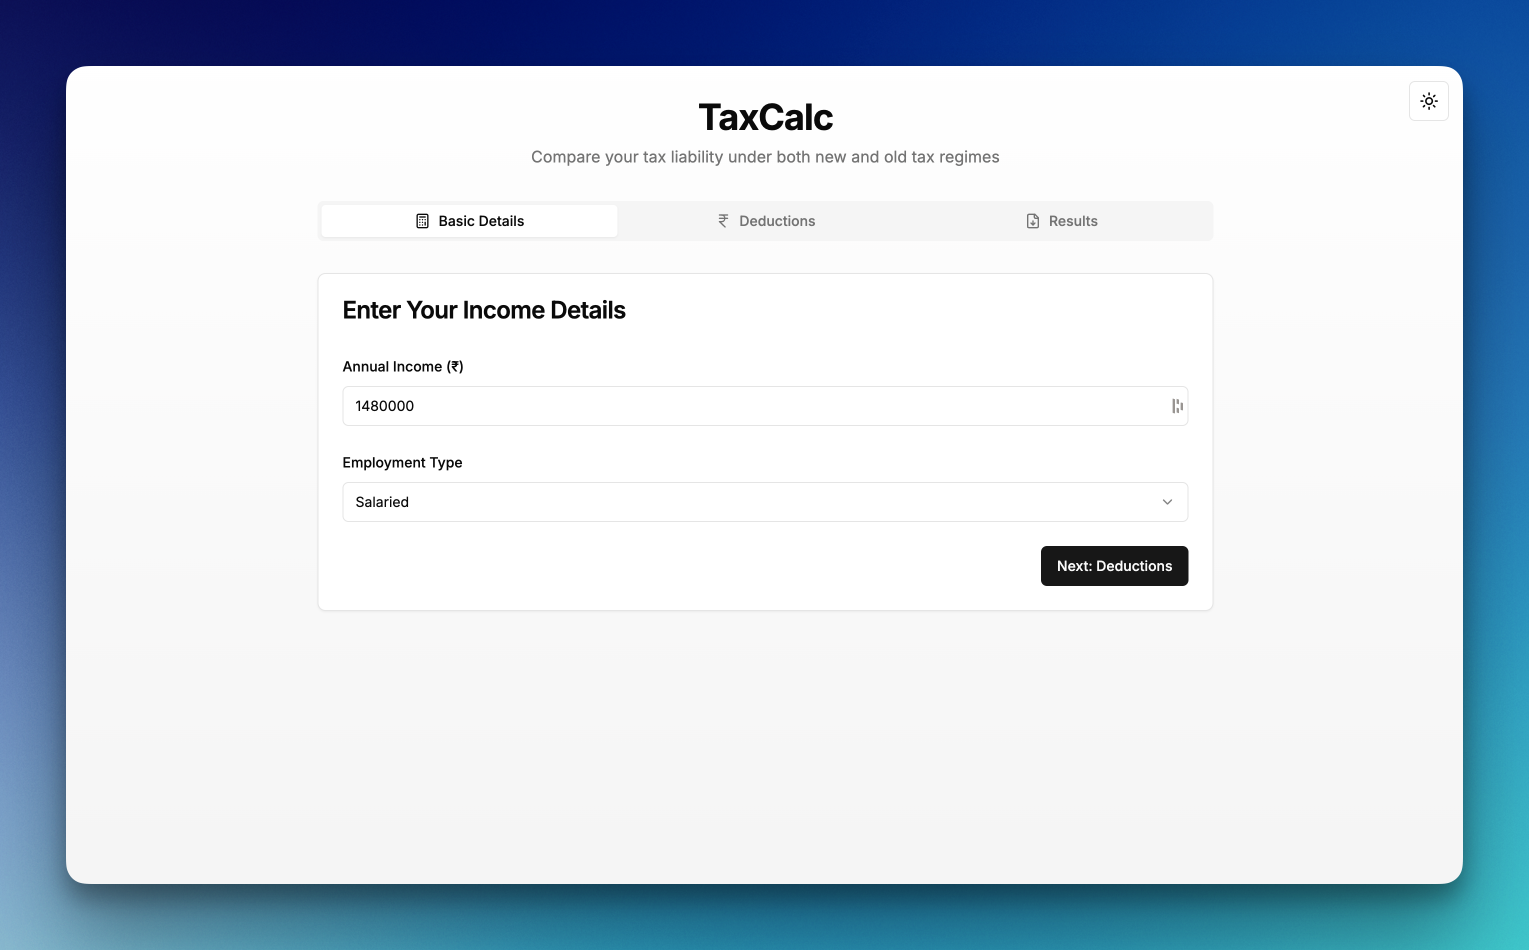 TaxCalc
Compare your tax liability under both new and old tax regimes
Basic Details
Deductions
Results
Enter Your Income Details
Annual Income (₹)
1480000
Employment Type
Salaried
Next: Deductions